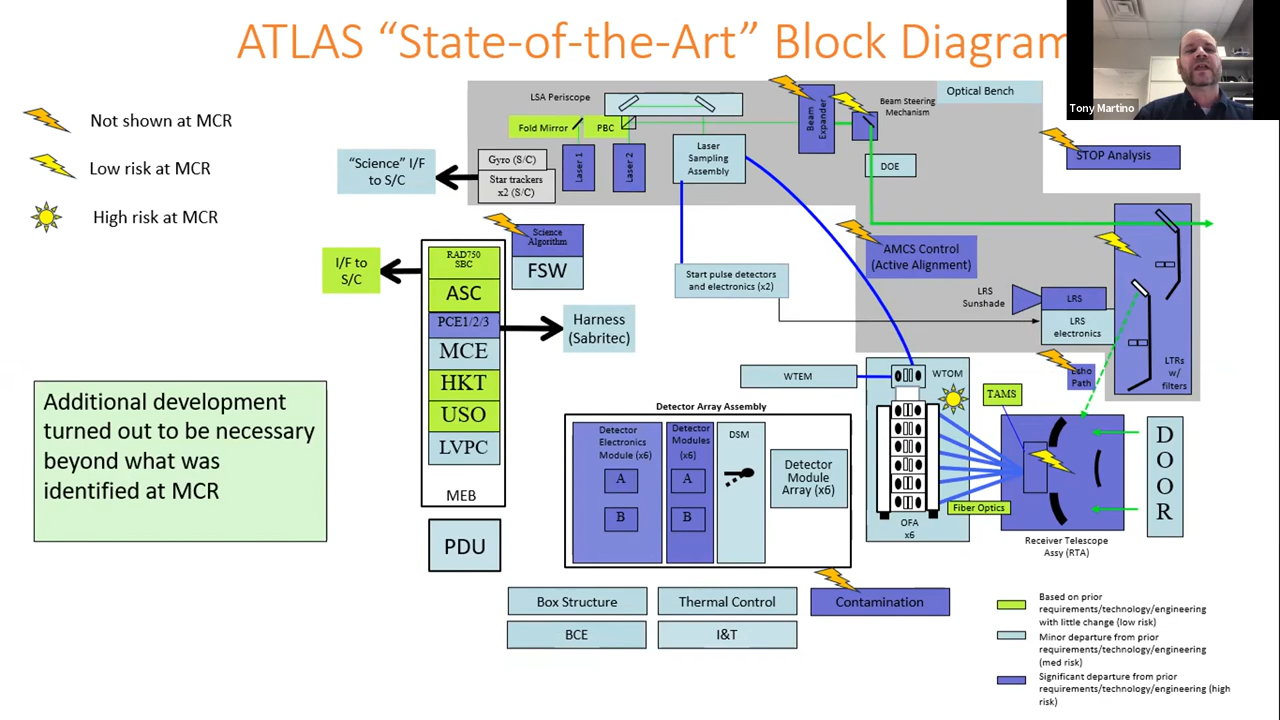 ATLAS “State-of-the-Art” Block Diagram
Tony Martino
Not shown at MCR
Low risk at MCR
High risk at MCR
Additional development
turned out to be necessary
beyond what was
identified at MCR
“Science” I/F
to S/C
I/F to
S/C
LSA Periscope
Fold Mirror
PBC
Gyro (S/C)
Star trackers
x2 (S/C)
Laser 1
Laser 2
Laser
Sampling
Assembly
Beam
Expander
Beam Steering
Mechanism
Optical Bench
DOE
STOP Analysis
Science
Algorithm
FSW
RAD750
SBC
ASC
PCE1/2/3
MCE
HKT
USO
LVPC
MEB
PDU
Harness
(Sabritec)
Start pulse detectors
and electronics (x2)
AMCS Control
(Active Alignment)
LRS
Sunshade
LRS
LRS
electronics
LTRs
w/
filters
Echo
Path
WTEM
WTOM
TAMS
Detector Array Assembly
Detector
Electronics
Module (x6)
A
B
Detector
Modules
(x6)
A
B
DSM
Detector
Module
Array (x6)
OFA
x6
Fiber Optics
Receiver Telescope
Assy (RTA)
D
O
O
R
Box Structure
Thermal Control
Contamination
BCE
I&T
Based on prior
requirements/technology/engineering
with little change (low risk)
Minor departure from prior
requirements/technology/engineering
(med risk)
Significant departure from prior
requirements/technology/engineering (high
risk)